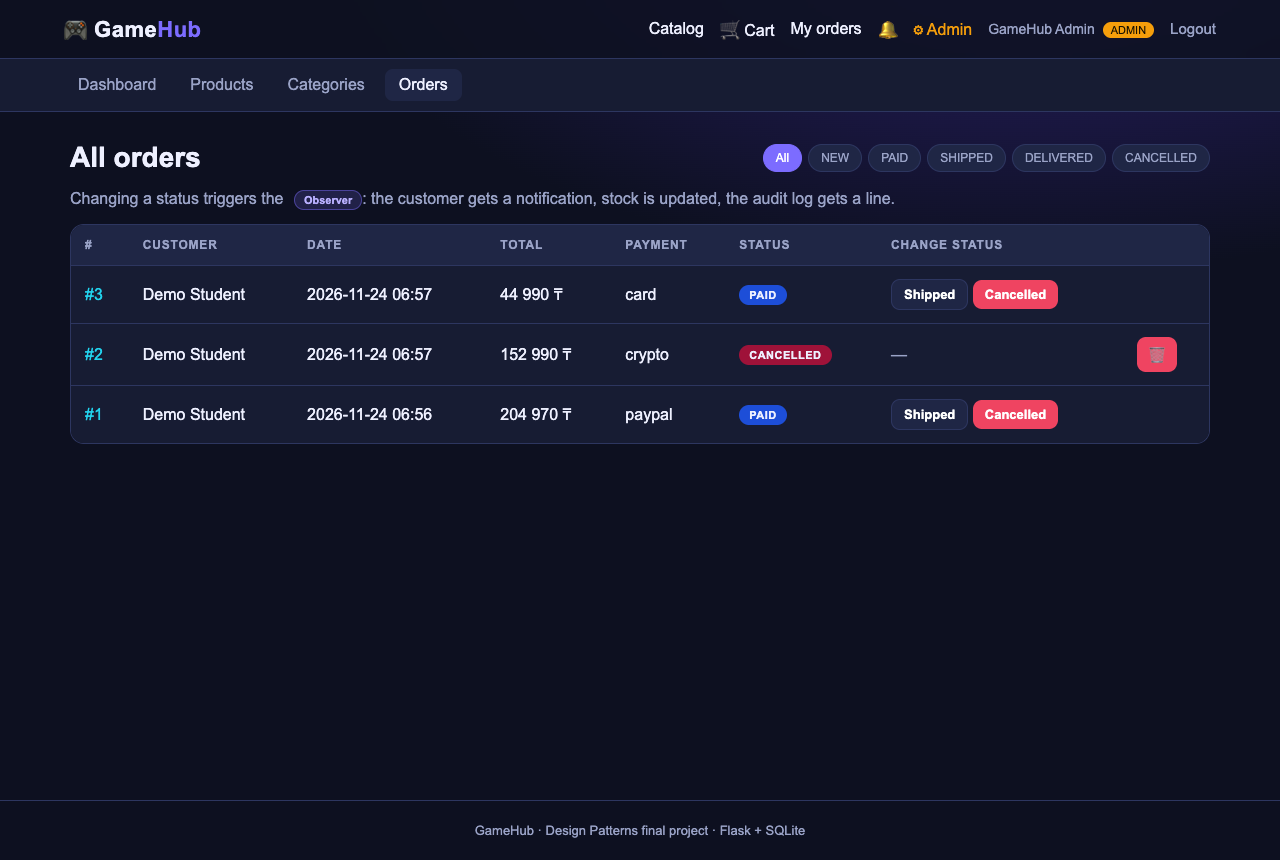 🎮 GameHub
Catalog 🛒 Cart My orders 🔔 ⚙ Admin GameHub Admin ADMIN Logout
Dashboard Products Categories Orders
All orders
All NEW PAID SHIPPED DELIVERED CANCELLED
Changing a status triggers the Observer: the customer gets a notification, stock is updated, the audit log gets a line.
# CUSTOMER DATE TOTAL PAYMENT STATUS CHANGE STATUS
#3 Demo Student 2026-11-24 06:57 44 990 ₸ card PAID Shipped Cancelled
#2 Demo Student 2026-11-24 06:57 152 990 ₸ crypto CANCELLED — 🗑
#1 Demo Student 2026-11-24 06:56 204 970 ₸ paypal PAID Shipped Cancelled
GameHub · Design Patterns final project · Flask + SQLite